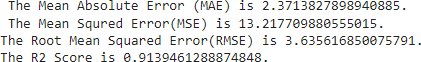 The Mean Absolute Error (MAE) is 2.3713827898940885.
The Mean Squred Error(MSE) is 13.217709880555015.
The Root Mean Squared Error(RMSE) is 3.635616850075791.
The R2 Score is 0.9139461288874848.